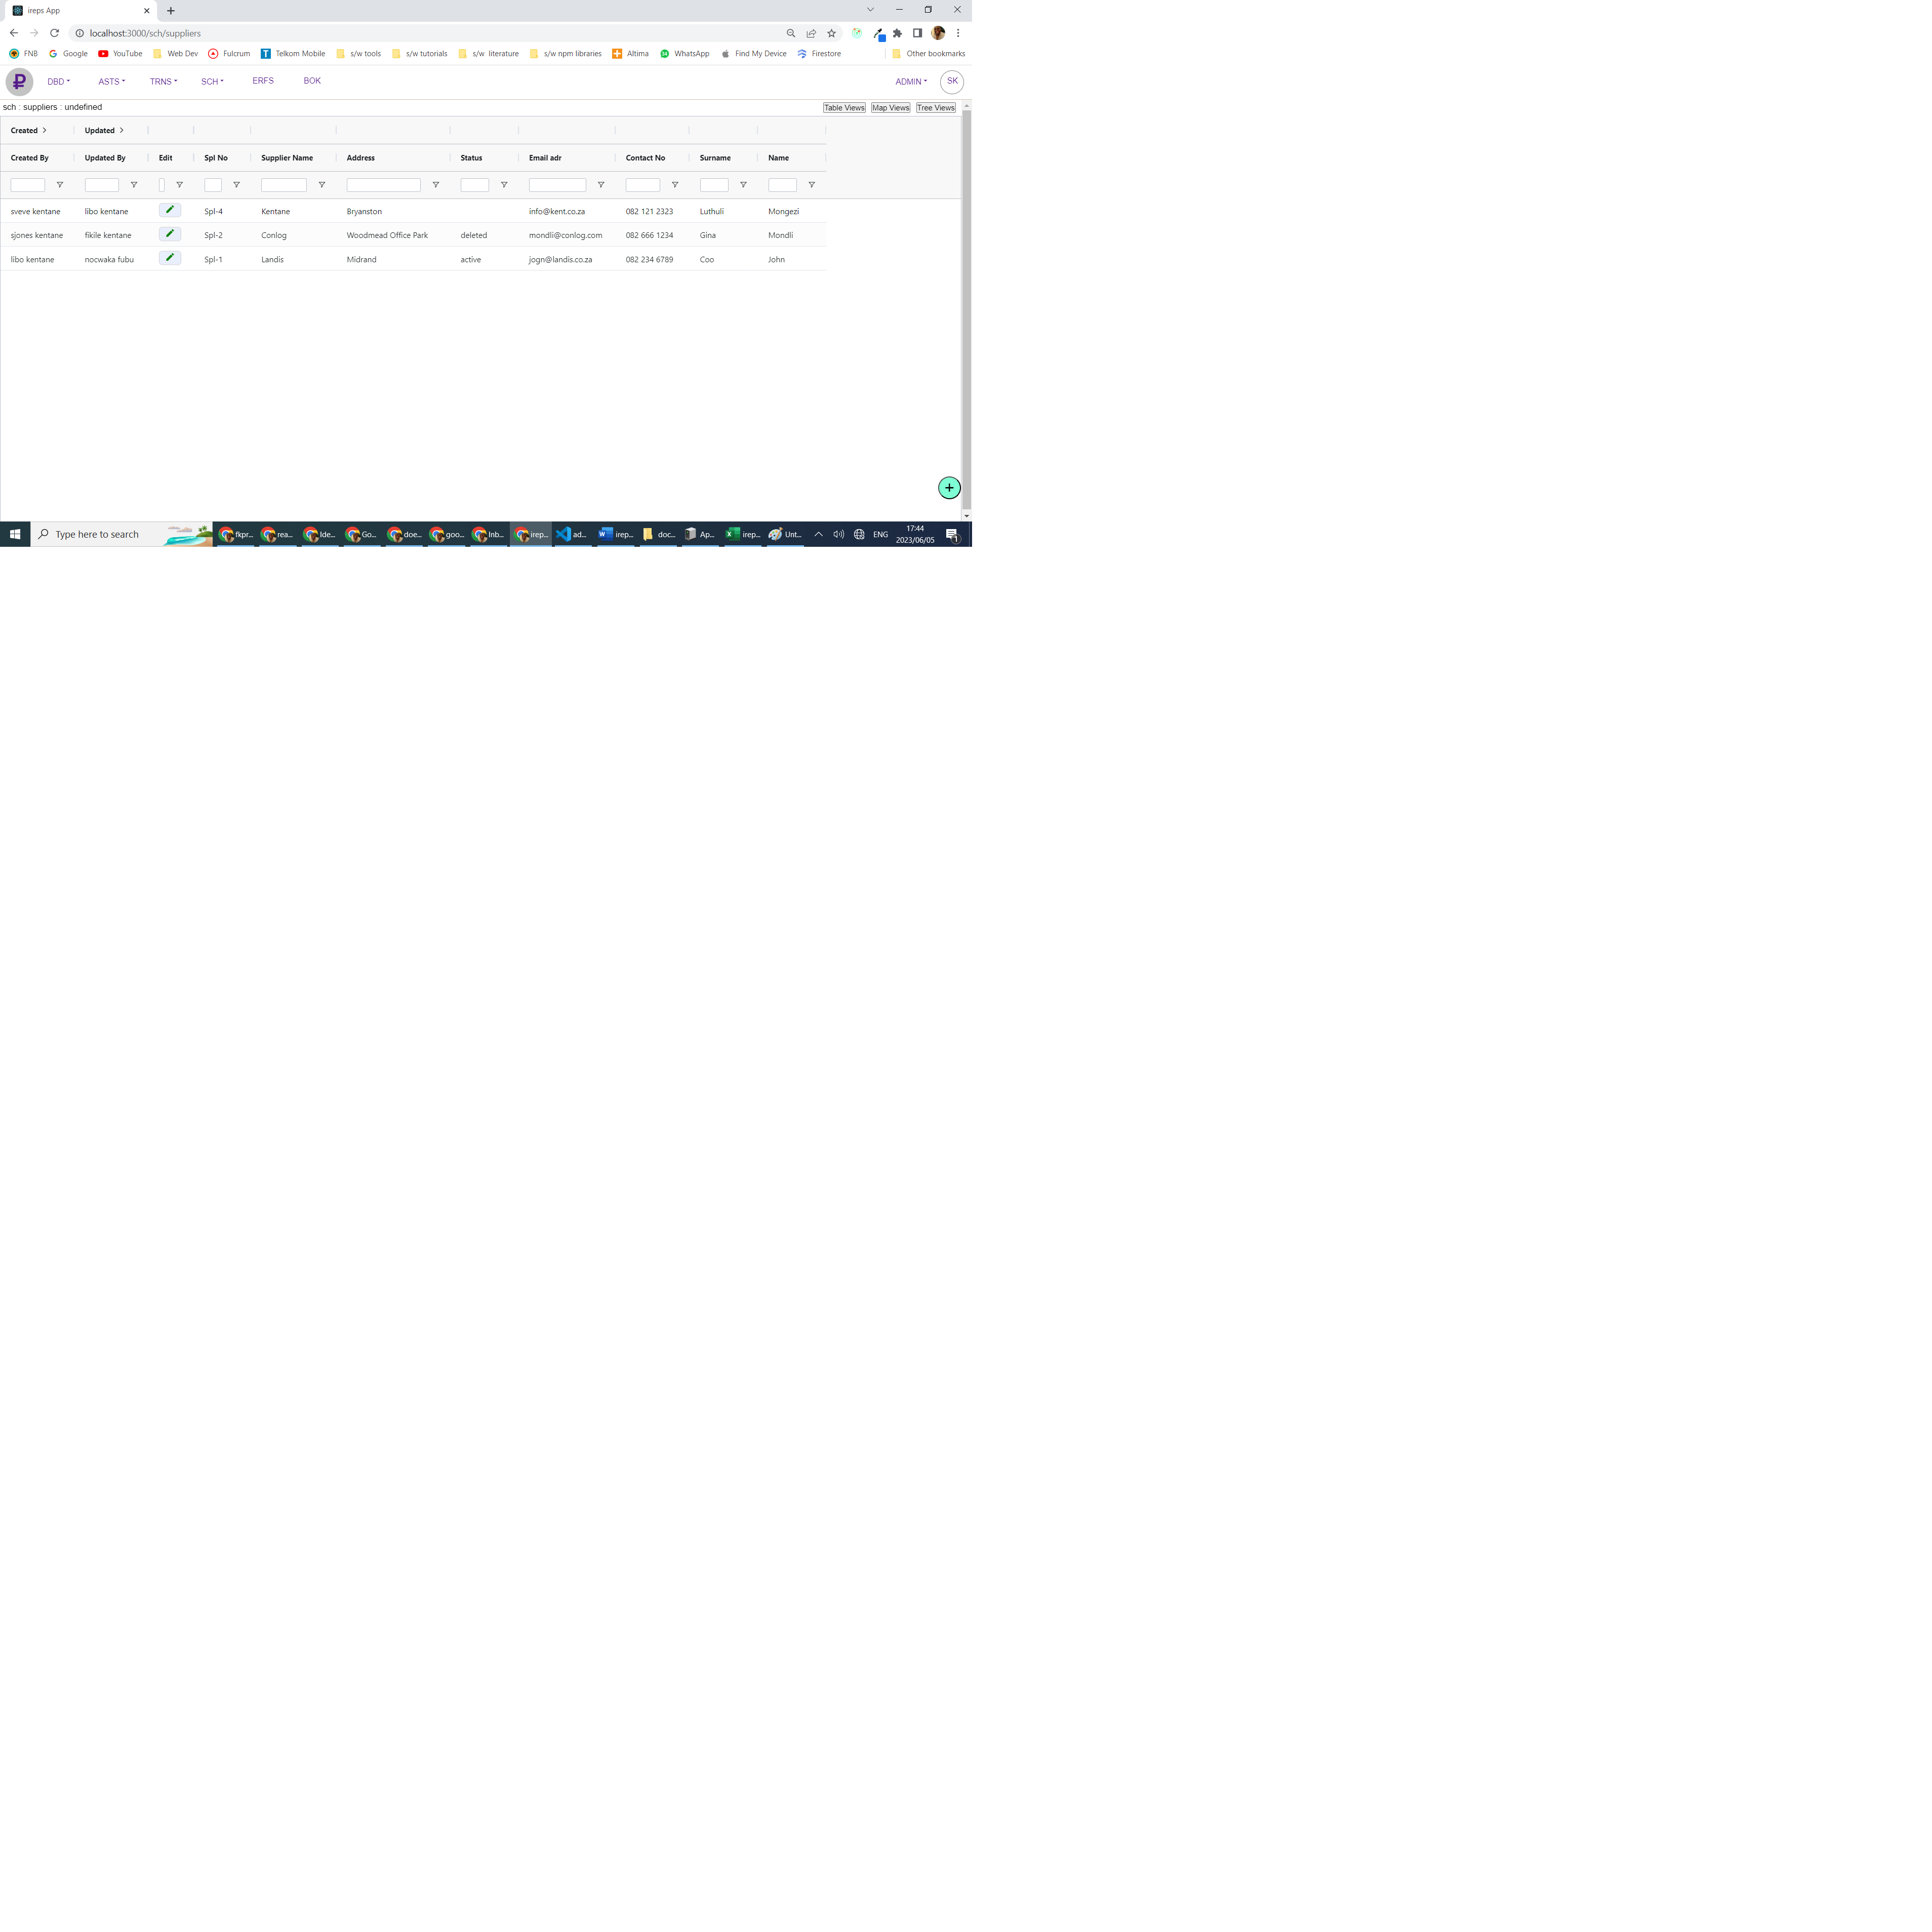 ireps App
localhost:3000/sch/suppliers
FN8 Google YouTube Web Dev Fulcrum Telkom Mobile s/w tools s/w tutorials s/w literature s/w npm libraries Altima WhatsApp Find My Device Firestore Other bookmarks
DBD ASTS TRNS SCH ERFS BOK ADMIN SK
sch : suppliers : undefined Table Views Map Views Tree Views
Created Updated
Created By Updated By Edit Spl No Supplier Name Address Status Email adr Contact No Surname Name
sveve kentane libo kentane Spl-4 Kentane Bryanston info@kent.co.za 082 121 2323 Luthuli Mongezi
sjones kentane fikile kentane Spl-2 Conlog Woodmead Office Park deleted mondli@conlog.com 082 666 1234 Gina Mondli
libo kentane nocwaka fubu Spl-1 Landis Midrand active jogn@landis.co.za 082 234 6789 Coo John
+
Type here to search fkpr... rea... Ide... Go... doe... goo... Inb... irep... ad... irep... doc... Ap... irep... Unt... ENG 17:44
2023/06/05 1